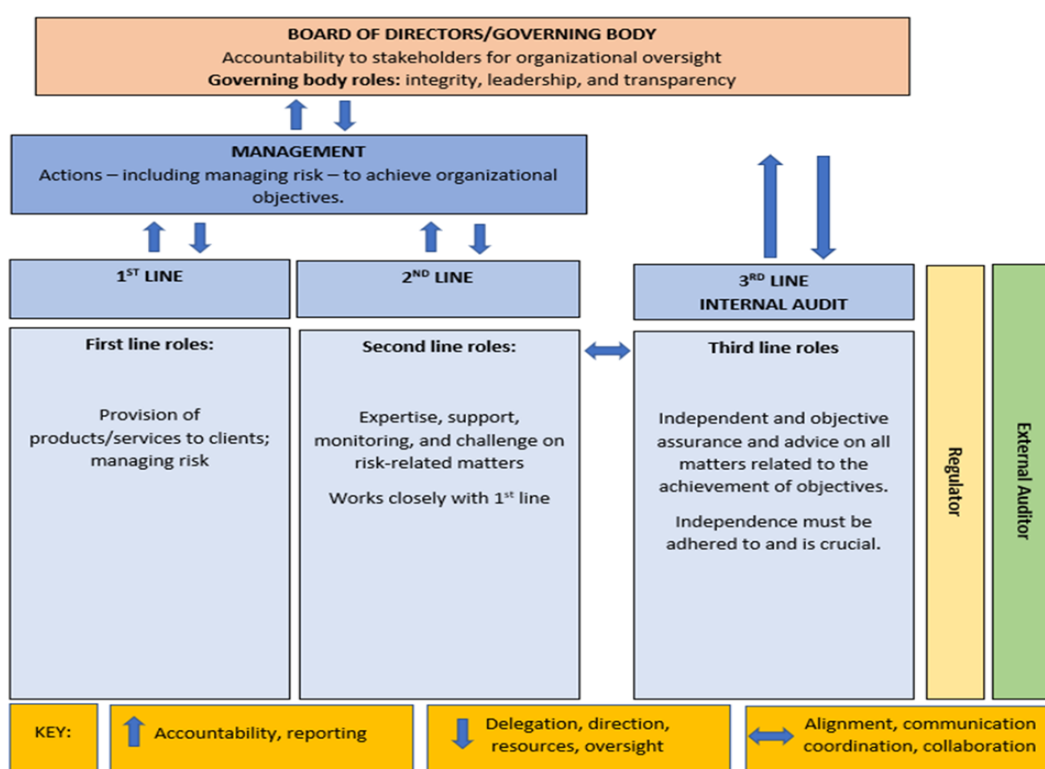 BOARD OF DIRECTORS/GOVERNING BODY
Accountability to stakeholders for organizational oversight
Governing body roles: integrity, leadership, and transparency
MANAGEMENT
Actions – including managing risk – to achieve organizational
objectives.
1ST LINE
2ND LINE
3RD LINE
INTERNAL AUDIT
First line roles:
Provision of
products/services to clients;
managing risk
Second line roles:
Expertise, support,
monitoring, and challenge on
risk-related matters
Works closely with 1st line
Third line roles
Independent and objective
assurance and advice on all
matters related to the
achievement of objectives.
Independence must be
adhered to and is crucial.
Regulator
External Auditor
KEY:
Accountability, reporting
Delegation, direction,
resources, oversight
Alignment, communication
coordination, collaboration